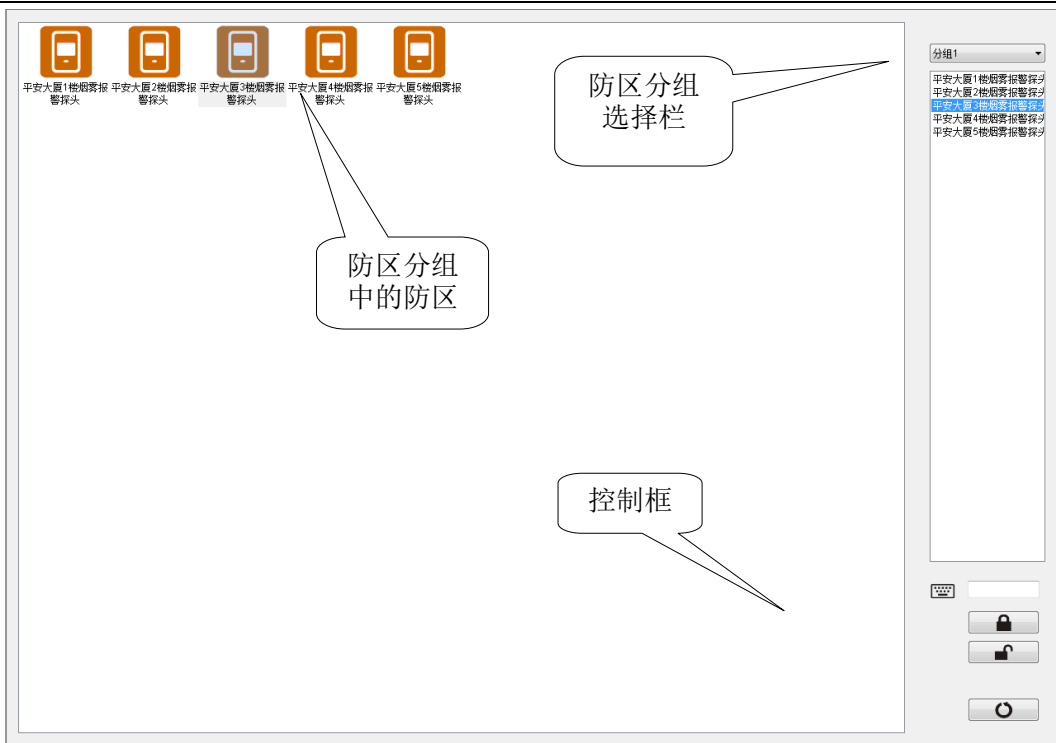 平安大厦1楼烟雾报 平安大厦2楼烟雾报 平安大厦3楼烟雾报 平安大厦4楼烟雾报 平安大厦5楼烟雾报
警探头 警探头 警探头 警探头 警探头
防区分组
选择栏
防区分组
中的防区
控制框
分组1
平安大厦1楼烟雾报警探头
平安大厦2楼烟雾报警探头
平安大厦3楼烟雾报警探头
平安大厦4楼烟雾报警探头
平安大厦5楼烟雾报警探头